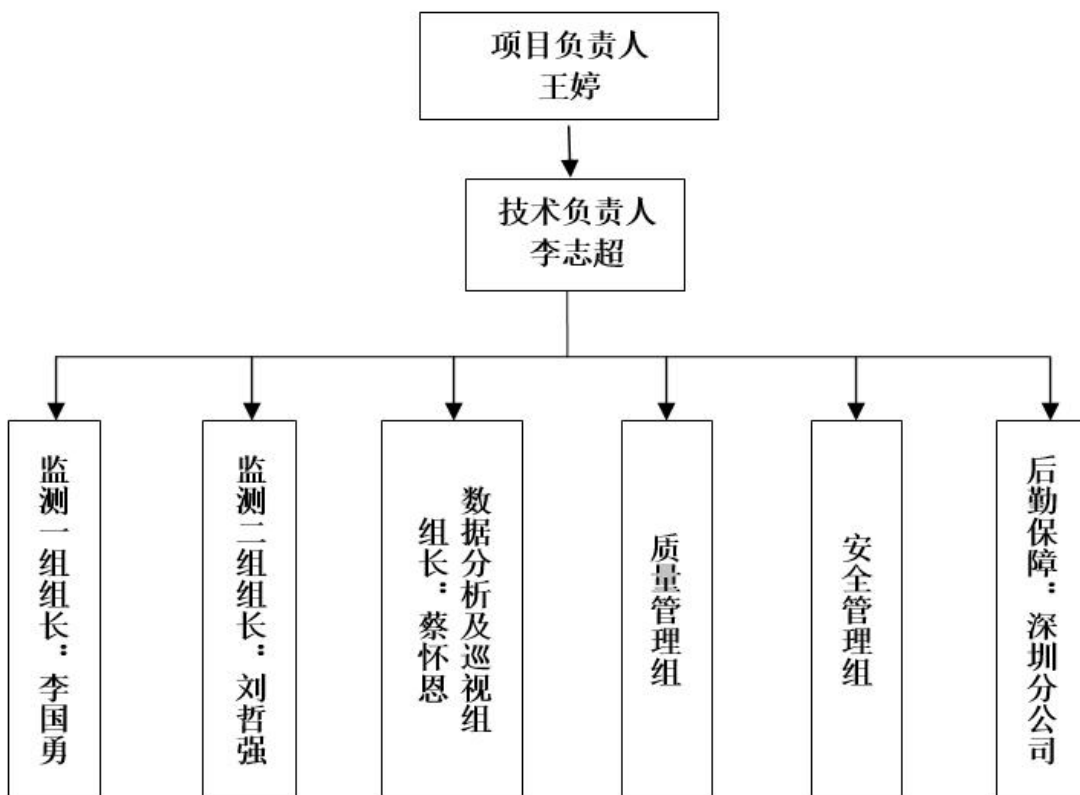 项目负责人
王婷
技术负责人
李志超
监测一组组长：李国勇
监测二组组长：刘哲强
数据分析及巡视组
组长：蔡怀恩
质量管理组
安全管理组
后勤保障：深圳分公司